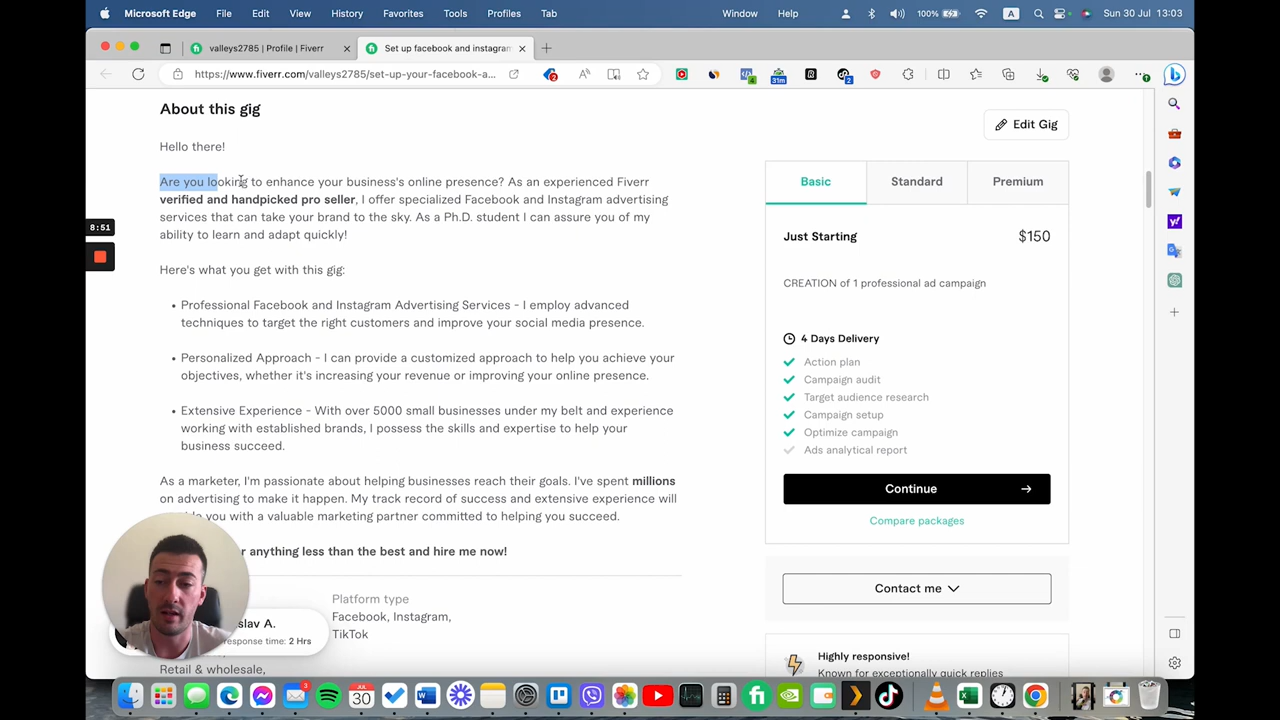 Microsoft Edge File Edit View History Favorites Tools Profiles Tab Window Help 100% A Sun 30 Jul 13:03
valleys2785 | Profile | Fiverr
Set up facebook and instagram
https://www.fiverr.com/valleys2785/set-up-your-facebook-a...
About this gig
Hello there!
Are you looking to enhance your business's online presence? As an experienced Fiverr
verified and handpicked pro seller, I offer specialized Facebook and Instagram advertising
services that can take your brand to the sky. As a Ph.D. student I can assure you of my
ability to learn and adapt quickly!
8:51
Here's what you get with this gig:
• Professional Facebook and Instagram Advertising Services - I employ advanced
techniques to target the right customers and improve your social media presence.
• Personalized Approach - I can provide a customized approach to help you achieve your
objectives, whether it's increasing your revenue or improving your online presence.
• Extensive Experience - With over 5000 small businesses under my belt and experience
working with established brands, I possess the skills and expertise to help your
business succeed.
As a marketer, I'm passionate about helping businesses reach their goals. I've spent millions
on advertising to make it happen. My track record of success and extensive experience will
you with a valuable marketing partner committed to helping you succeed.
anything less than the best and hire me now!
slav A.
response time: 2 Hrs
Platform type
Facebook, Instagram,
TikTok
Retail & wholesale,
Edit Gig
Basic Standard Premium
Just Starting $150
CREATION of 1 professional ad campaign
4 Days Delivery
Action plan
Campaign audit
Target audience research
Campaign setup
Optimize campaign
Ads analytical report
Continue
Compare packages
Contact me
Highly responsive!
Known for exceptionally quick replies